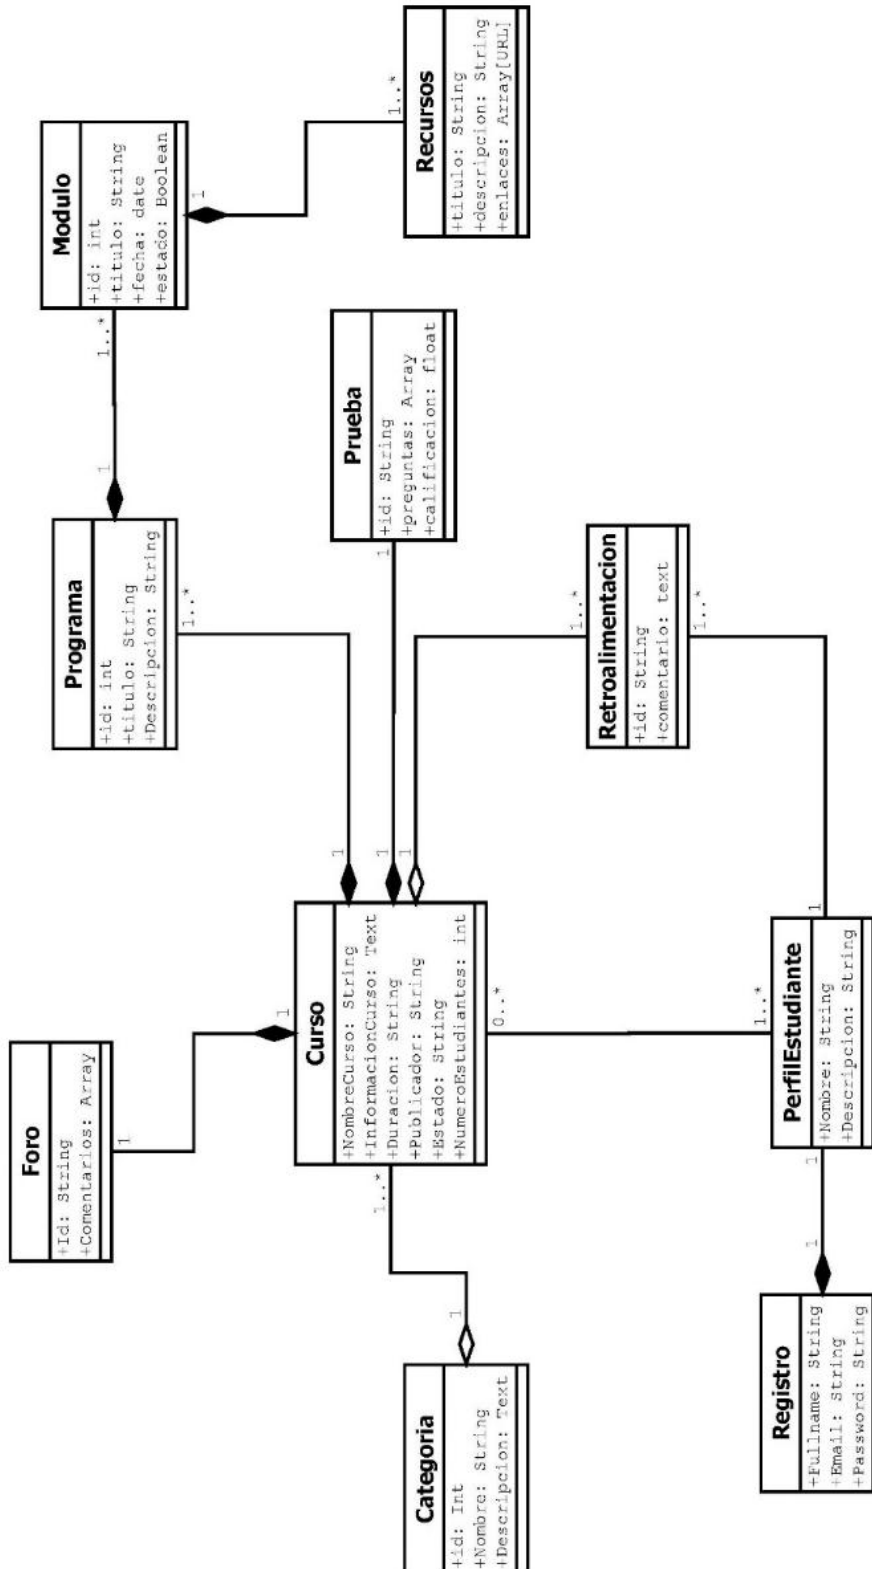 Foro
+Id: String
+Comentarios: Array
1
1
Programa
+id: int
+titulo: String
+Descripcion: String
1
1..*
1..*
Modulo
+id: int
+titulo: String
+fecha: date
+estado: Boolean
1
1..*
Recursos
+titulo: String
+descripcion: String
+enlaces: Array[URL]
Categoria
+id: Int
+Nombre: String
+Descripcion: Text
1
1..*
Curso
+NombreCurso: String
+InformacionCurso: Text
+Duracion: String
+Publicador: String
+Estado: String
+NumeroEstudiantes: int
1
1
1
0..*
1
Prueba
+id: String
+preguntas: Array
+calificacion: float
1..*
Retroalimentacion
+id: String
+comentario: text
1..*
Registro
+Fullname: String
+Email: String
+Password: String
1
1
1..*
PerfilEstudiante
+Nombre: String
+Descripcion: String
1